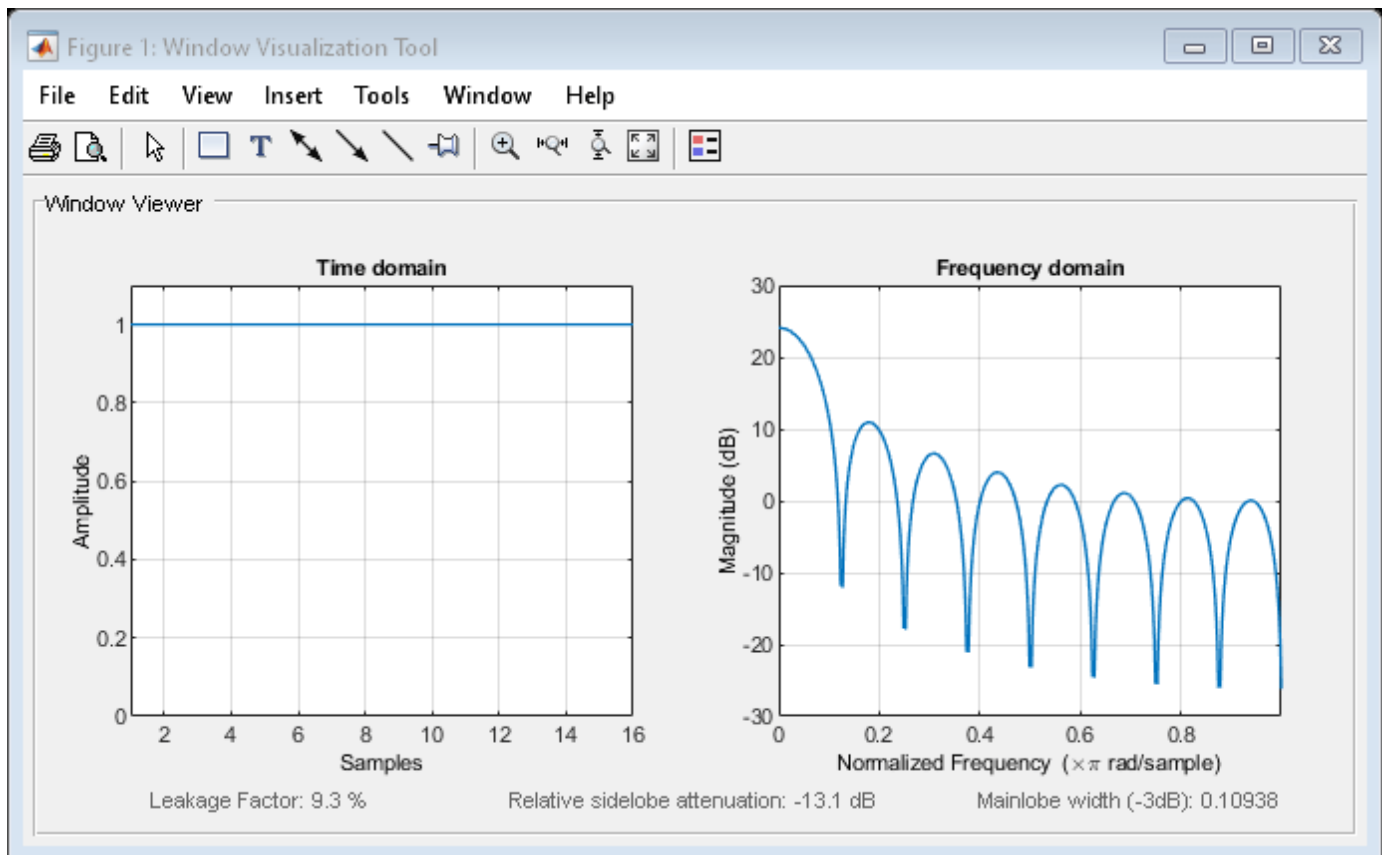 Figure 1: Window Visualization Tool
File Edit View Insert Tools Window Help
T
Window Viewer
Time domain
1
0.8
0.6
0.4
0.2
0
Amplitude
2 4 6 8 10 12 14 16
Samples
Frequency domain
30
20
10
0
-10
-20
-30
Magnitude (dB)
0 0.2 0.4 0.6 0.8
Normalized Frequency (×π rad/sample)
Leakage Factor: 9.3 %
Relative sidelobe attenuation: -13.1 dB
Mainlobe width (-3dB): 0.10938